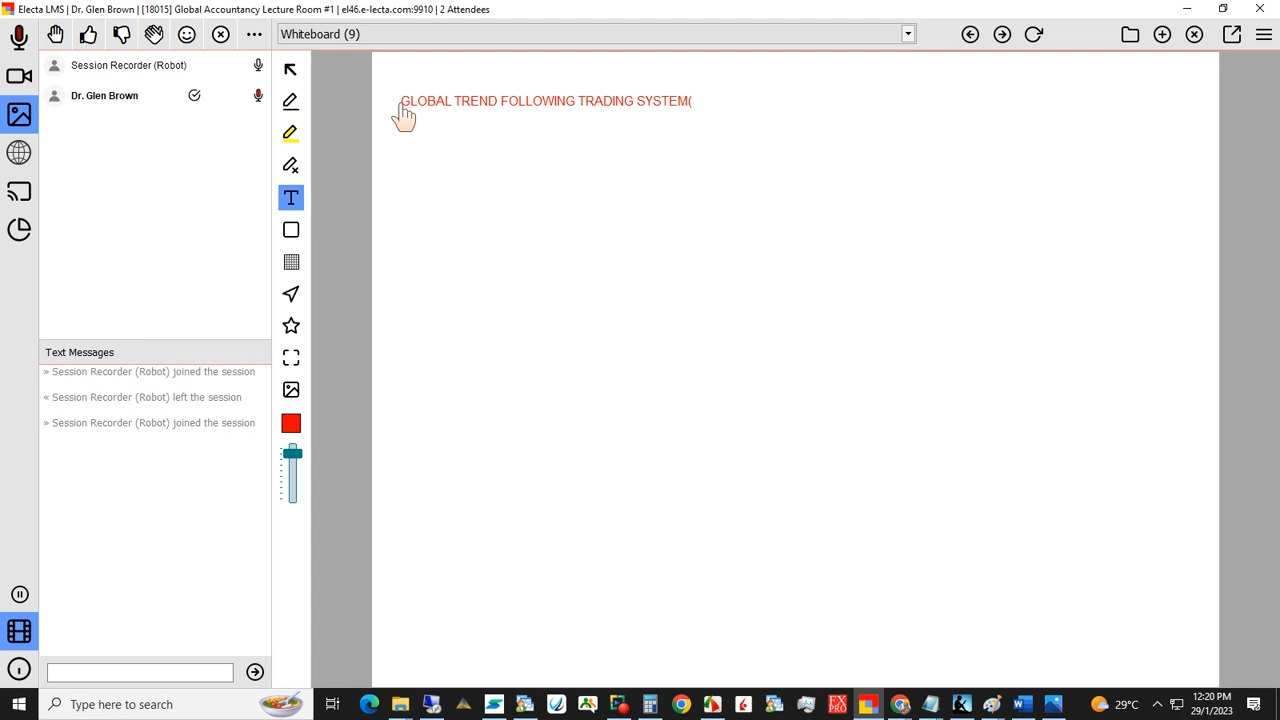 Electa LMS | Dr. Glen Brown | [18015] Global Accountancy Lecture Room #1 | el46.e-lecta.com:9910 | 2 Attendees
Whiteboard (9)
Session Recorder (Robot)
Dr. Glen Brown
GLOBAL TREND FOLLOWING TRADING SYSTEM(
T
Text Messages
» Session Recorder (Robot) joined the session
« Session Recorder (Robot) left the session
» Session Recorder (Robot) joined the session
Type here to search
FX
PRO
29°C
12:20 PM
29/1/2023